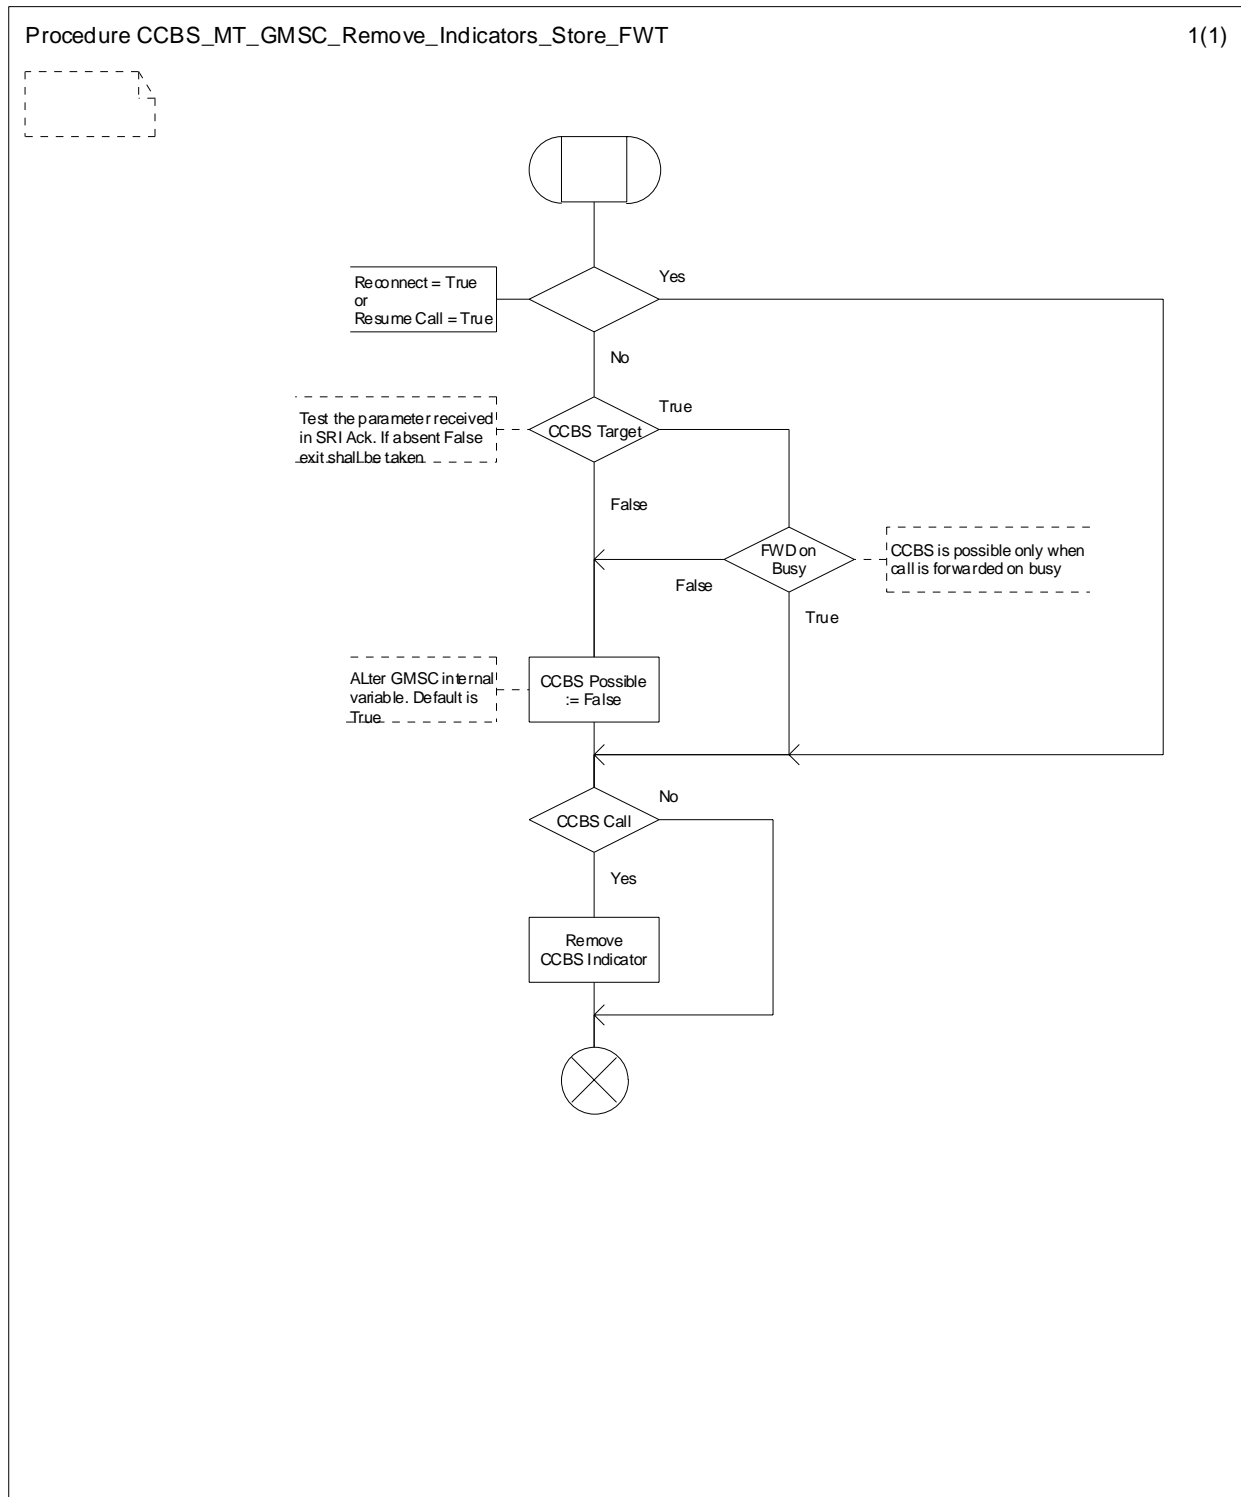 Procedure CCBS_MT_GMSC_Remove_Indicators_Store_FWT
1(1)
Yes
Reconnect = True
or
Resume Call = True
No
True
Test the parameter received
in SRI Ack. If absent False
exit shall be taken
CCBS Target
False
FWD on
Busy
CCBS is possible only when
call is forwarded on busy
False
True
ALter GMSC internal
variable. Default is
True
CCBS Possible
:= False
No
CCBS Call
Yes
Remove
CCBS Indicator